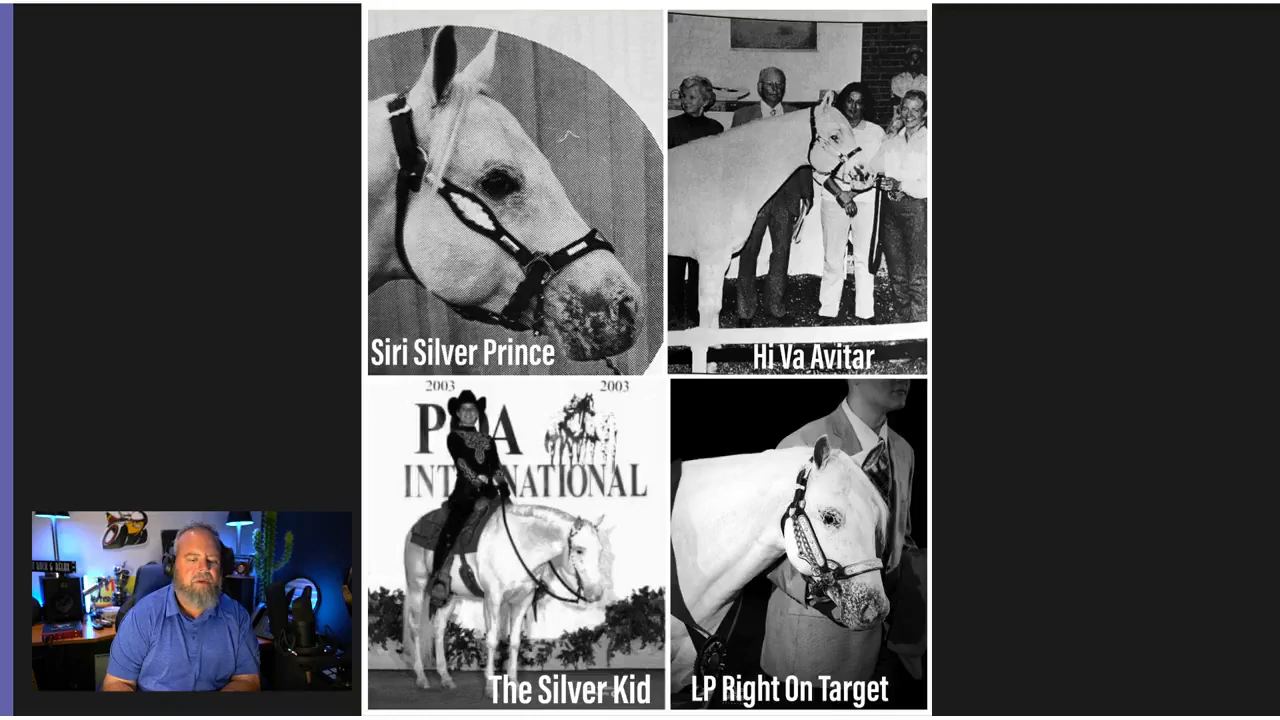 Siri Silver Prince
Hi Va Avitar
2003 2003
INTERNATIONAL
The Silver Kid
LP Right On Target